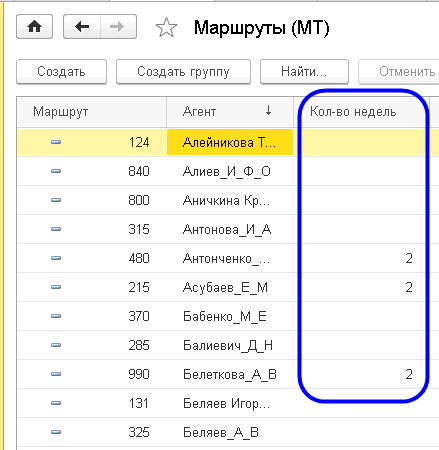 Маршруты (МТ)
Создать Создать группу Найти... Отменить
Маршрут Агент ↓ Кол-во недель
124 Алейникова Т...
840 Алиев_И_Ф_О
800 Аничкина Кр...
315 Антонова_И_А
480 Антонченко_... 2
215 Асубаев_Е_М 2
370 Бабенко_М_Е
285 Балиевич_Д_Н
990 Белеткова_А_В 2
131 Беляев Игор...
325 Беляев_А_В